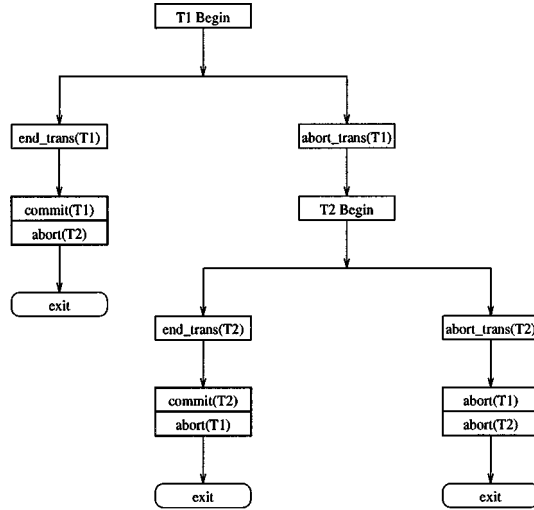 T1 Begin
end_trans(T1)
abort_trans(T1)
commit(T1)
abort(T2)
T2 Begin
exit
end_trans(T2)
abort_trans(T2)
commit(T2)
abort(T1)
abort(T1)
abort(T2)
exit
exit